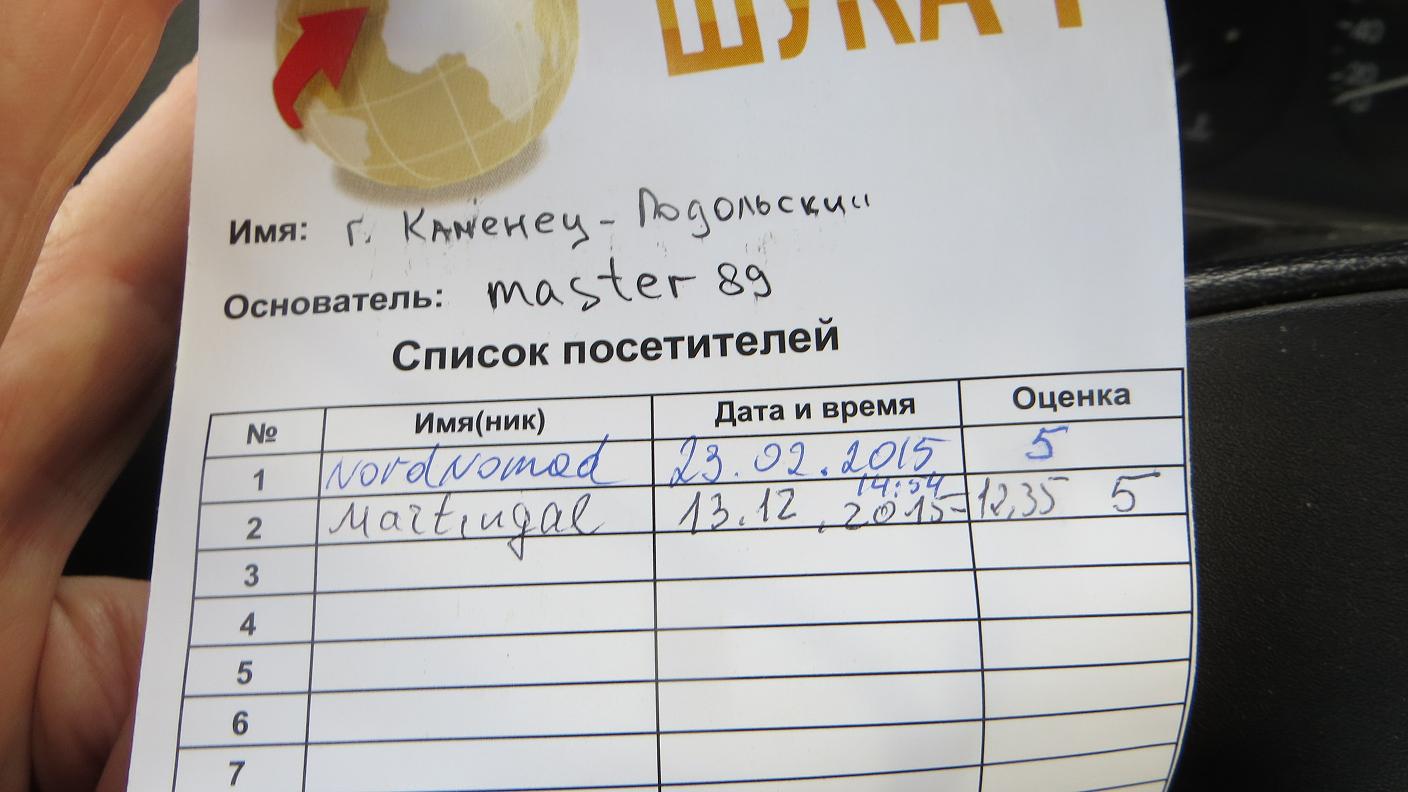 ШУКАЧ
Имя: г. Каменец-Подольский
Основатель: master 89
Список посетителей
№ Имя(ник) Дата и время Оценка
1 NordNomad 23.02.2015 14:54 5
2 Martingal 13.12.2015-12,35 5
3
4
5
6
7